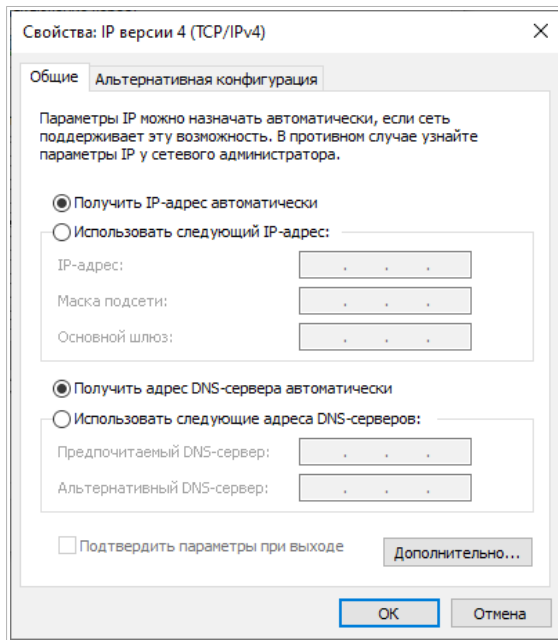 Свойства: IP версии 4 (TCP/IPv4)
Общие
Альтернативная конфигурация
Параметры IP можно назначать автоматически, если сеть
поддерживает эту возможность. В противном случае узнайте
параметры IP у сетевого администратора.
Получить IP-адрес автоматически
Использовать следующий IP-адрес:
IP-адрес:
Маска подсети:
Основной шлюз:
Получить адрес DNS-сервера автоматически
Использовать следующие адреса DNS-серверов:
Предпочитаемый DNS-сервер:
Альтернативный DNS-сервер:
Подтвердить параметры при выходе
Дополнительно...
OK
Отмена